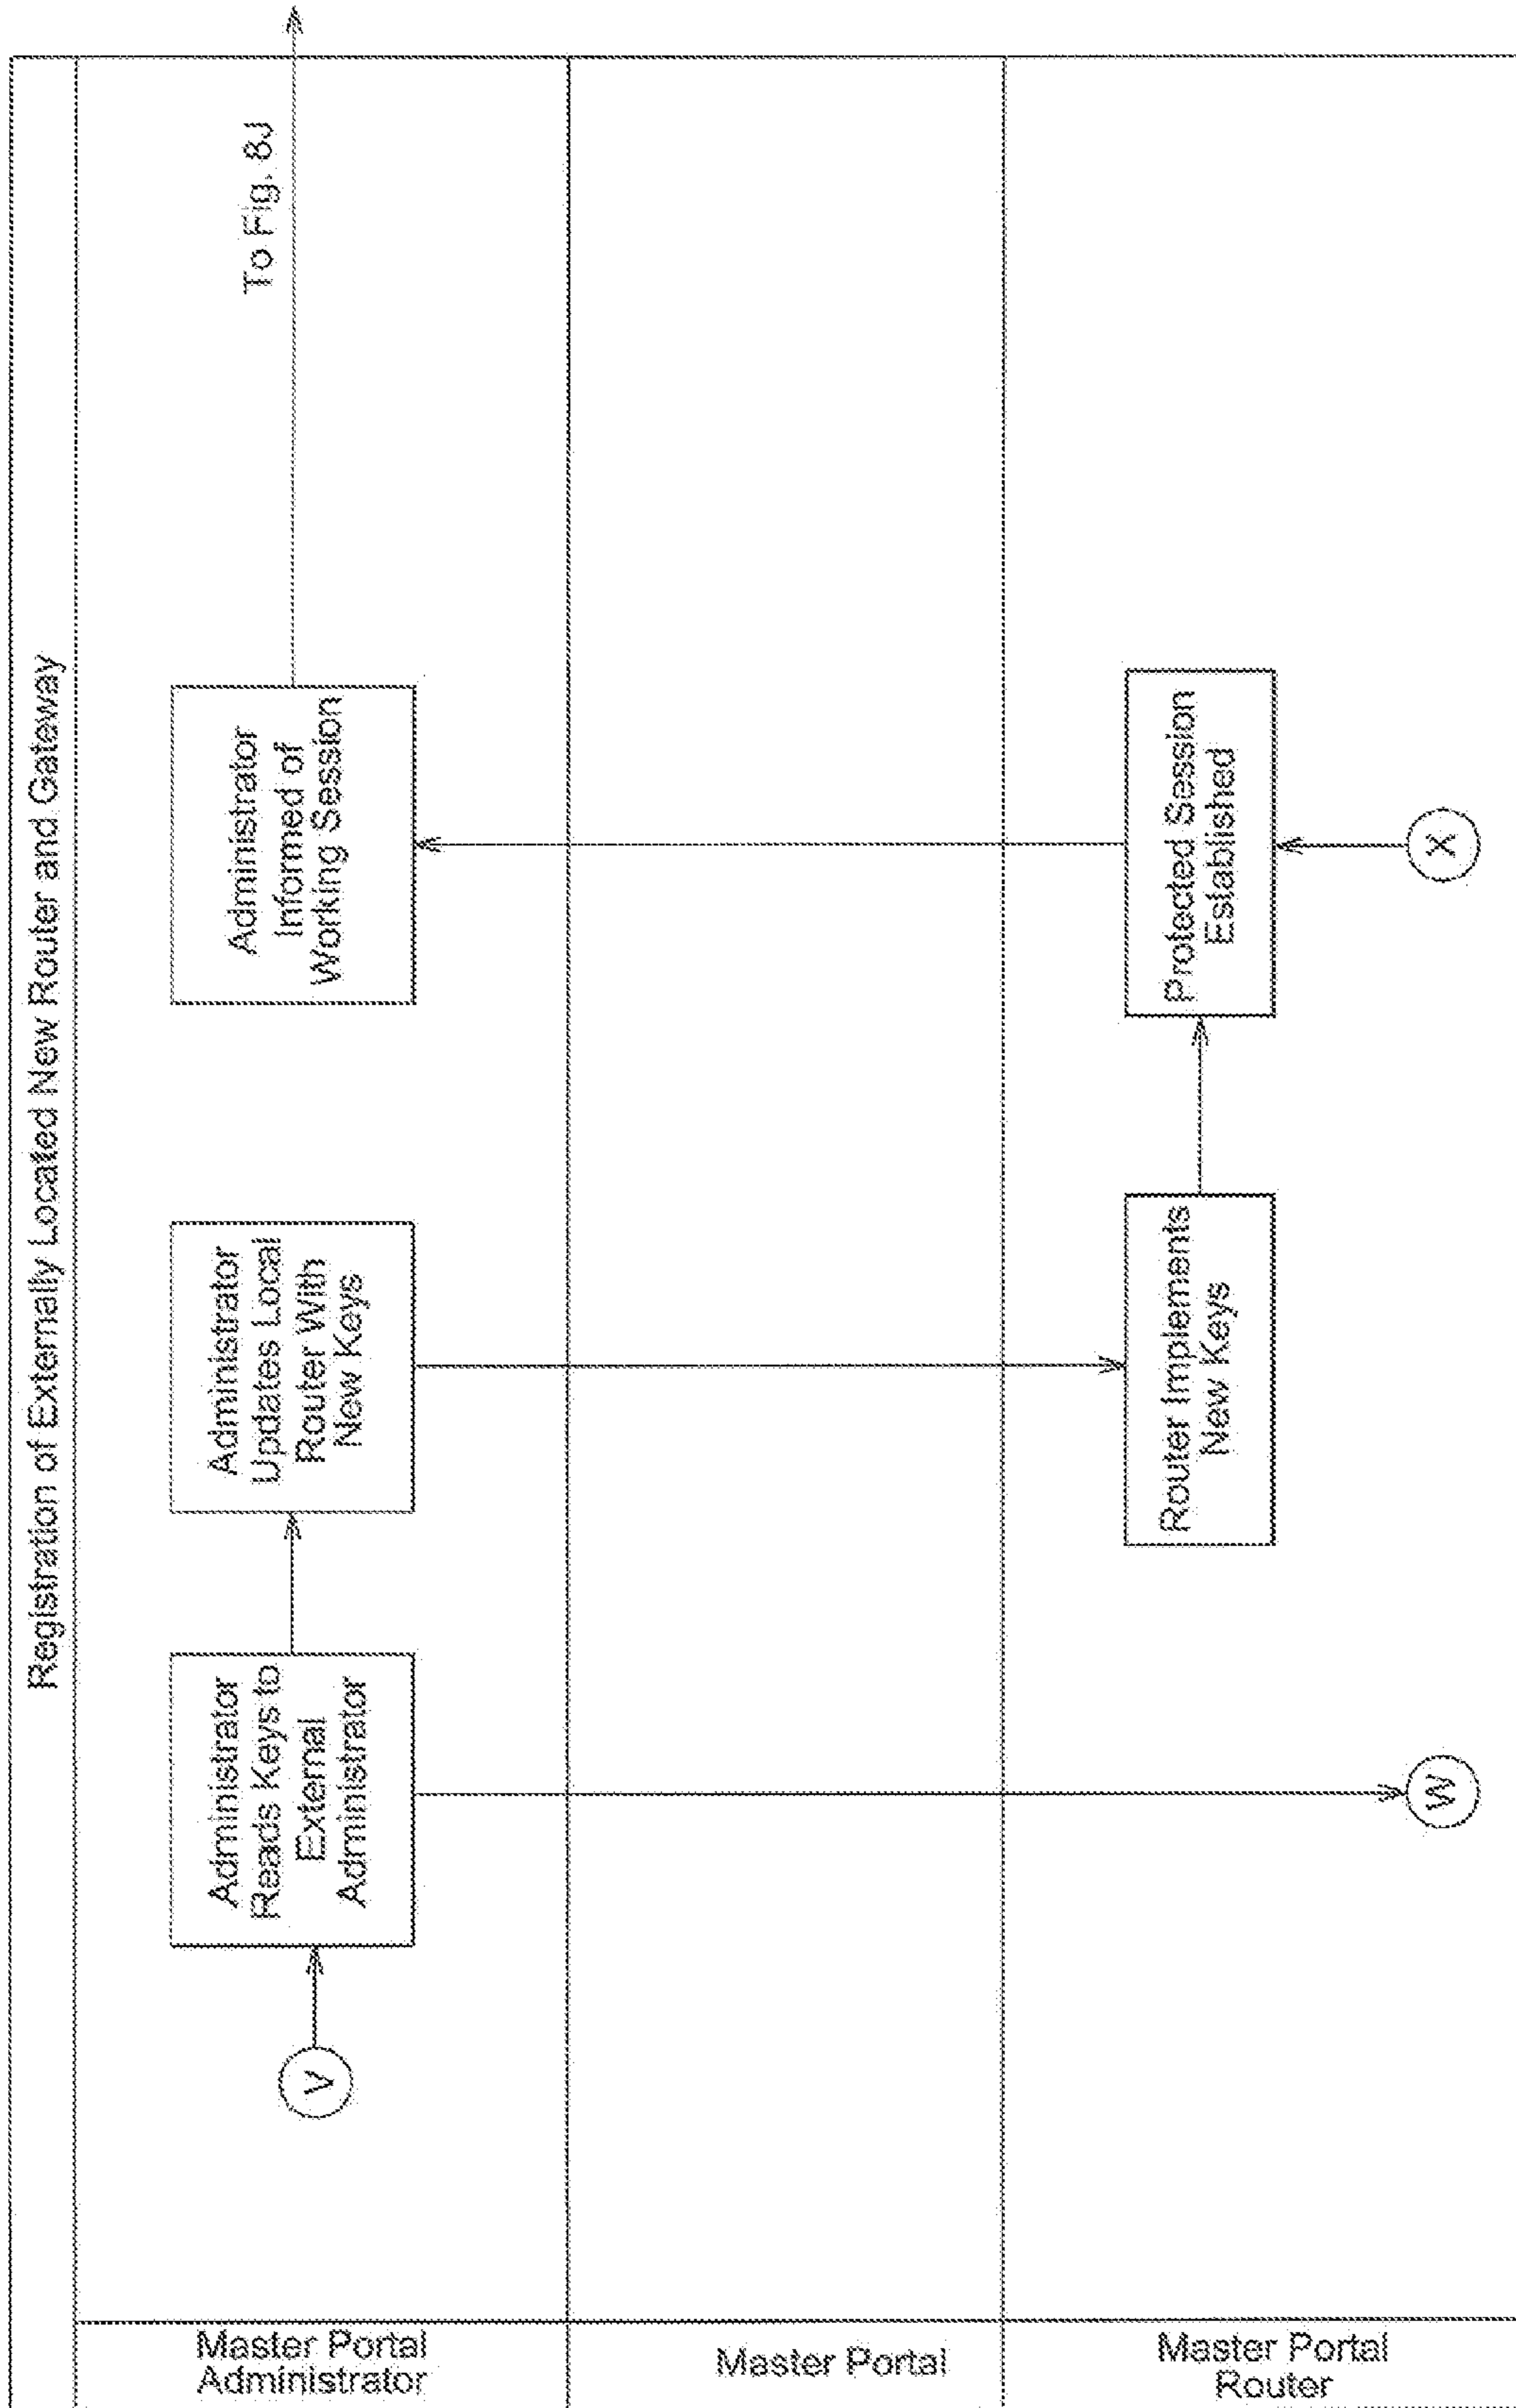 Registration of Externally Located New Router and Gateway
Master Portal
Administrator
V
Administrator
Reads Keys to
External
Administrator
Administrator
Updates Local
Router With
New Keys
Administrator
Informed of
Working Session
To Fig. 8J
Master Portal
Master Portal
Router
Router Implements
New Keys
Protected Session
Established
W
X